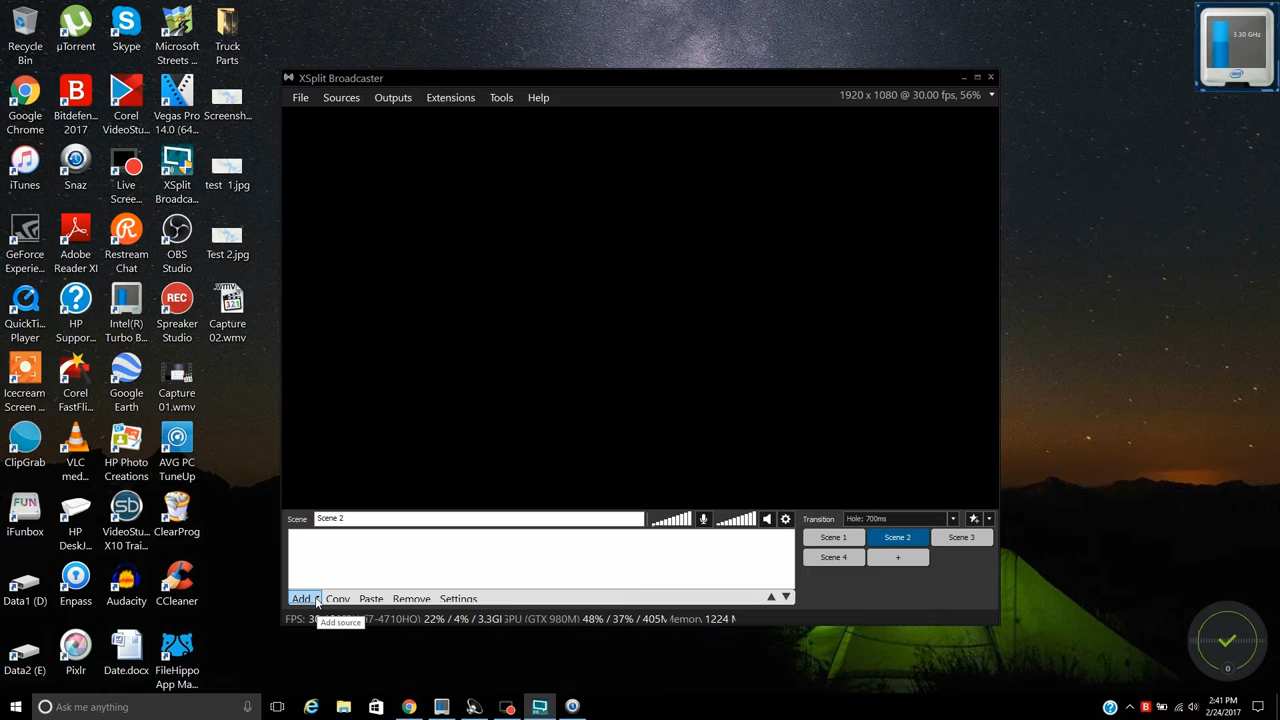 Recycle
Bin
µTorrent
Skype
Microsoft
Streets ...
Truck
Parts
Google
Chrome
Bitdefen...
2017
Corel
VideoStu...
Vegas Pro
14.0 (64...
Screensh...
iTunes
Snaz
Live
Scree...
XSplit
Broadca...
test 1.jpg
GeForce
Experie...
Adobe
Reader XI
Restream
Chat
OBS
Studio
Test 2.jpg
QuickTi...
Player
HP
Suppor...
Intel(R)
Turbo B...
REC
Spreaker
Studio
.wmv
321
Capture
02.wmv
Icecream
Screen ...
Corel
FastFli...
Google
Earth
Capture
01.wmv
ClipGrab
VLC
med...
HP Photo
Creations
AVG PC
TuneUp
FUN
iFunbox
HP
DeskJ...
VideoStu...
X10 Trai...
ClearProg
Data1 (D)
Enpass
Audacity
CCleaner
Data2 (E)
Pixlr
Date.docx
FileHippo
App Ma...
XSplit Broadcaster
File Sources Outputs Extensions Tools Help
1920 x 1080 @ 30.00 fps, 56%
Scene
Scene 2
Transition
Hole: 700ms
Scene 1
Scene 2
Scene 3
Scene 4
+
Add Copy Paste Remove Settings
Add source
FPS: 22% / 4% / 3.3GI (GTX 980M) 48% / 37% / 405M 1224 M
3.30 GHz
intel
0
Ask me anything
2:41 PM
2/24/2017